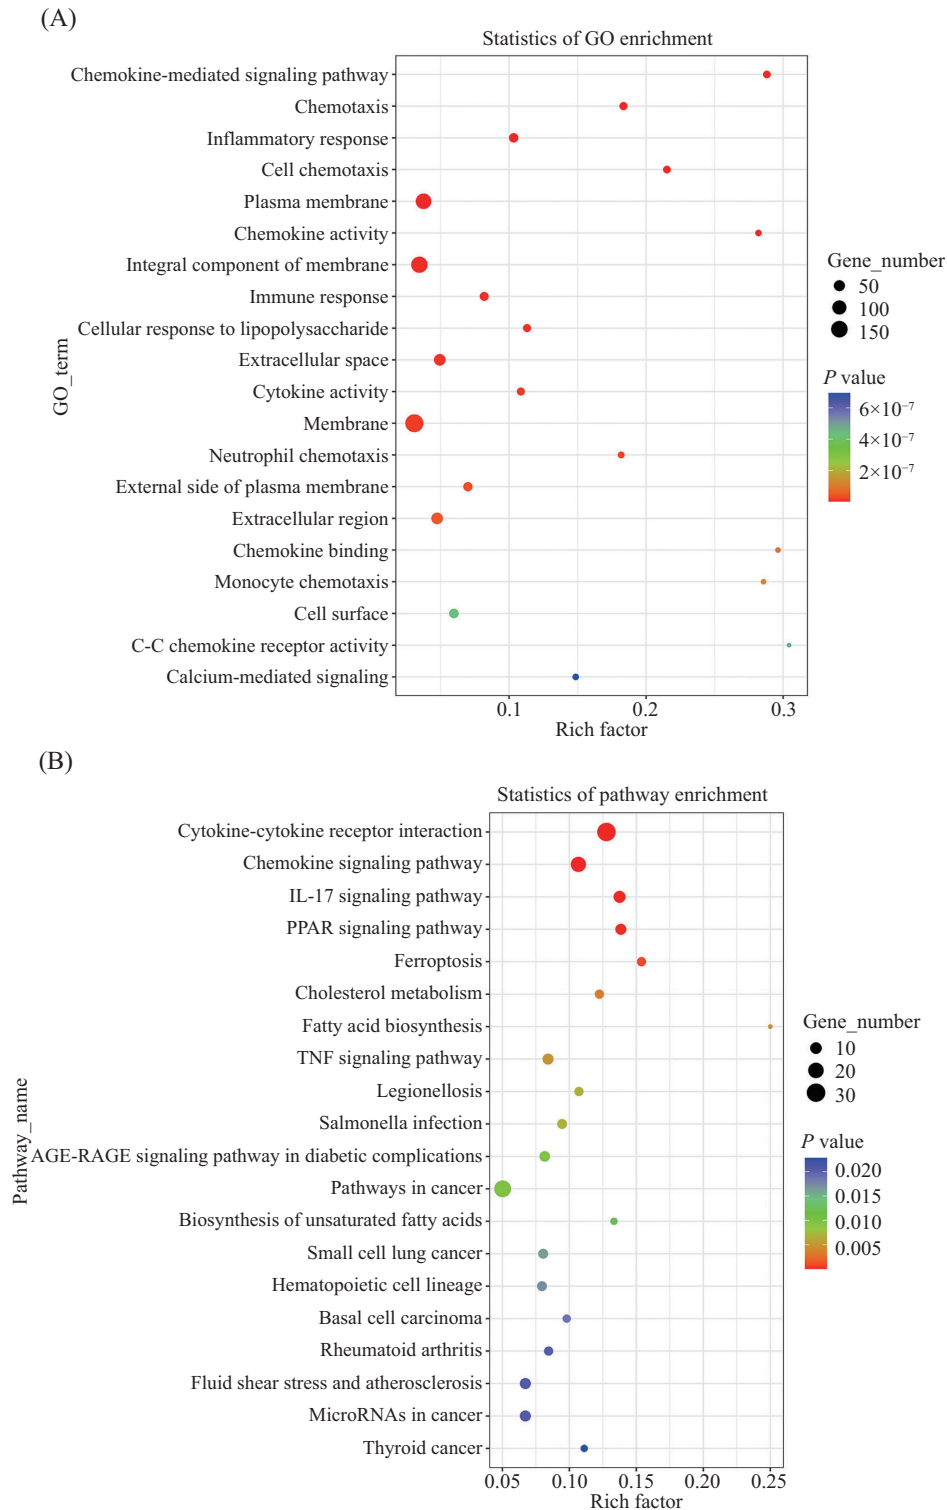 (A)
Statistics of GO enrichment
Chemokine-mediated signaling pathway
Chemotaxis
Inflammatory response
Cell chemotaxis
Plasma membrane
Chemokine activity
Integral component of membrane
Immune response
Cellular response to lipopolysaccharide
Extracellular space
Cytokine activity
Membrane
Neutrophil chemotaxis
External side of plasma membrane
Extracellular region
Chemokine binding
Monocyte chemotaxis
Cell surface
C-C chemokine receptor activity
Calcium-mediated signaling
GO_term
0.1 0.2 0.3
Rich factor
Gene_number
50
100
150
P value
6×10⁻⁷
4×10⁻⁷
2×10⁻⁷
(B)
Statistics of pathway enrichment
Cytokine-cytokine receptor interaction
Chemokine signaling pathway
IL-17 signaling pathway
PPAR signaling pathway
Ferroptosis
Cholesterol metabolism
Fatty acid biosynthesis
TNF signaling pathway
Legionellosis
Salmonella infection
AGE-RAGE signaling pathway in diabetic complications
Pathways in cancer
Biosynthesis of unsaturated fatty acids
Small cell lung cancer
Hematopoietic cell lineage
Basal cell carcinoma
Rheumatoid arthritis
Fluid shear stress and atherosclerosis
MicroRNAs in cancer
Thyroid cancer
Pathway_name
0.05 0.10 0.15 0.20 0.25
Rich factor
Gene_number
10
20
30
P value
0.020
0.015
0.010
0.005